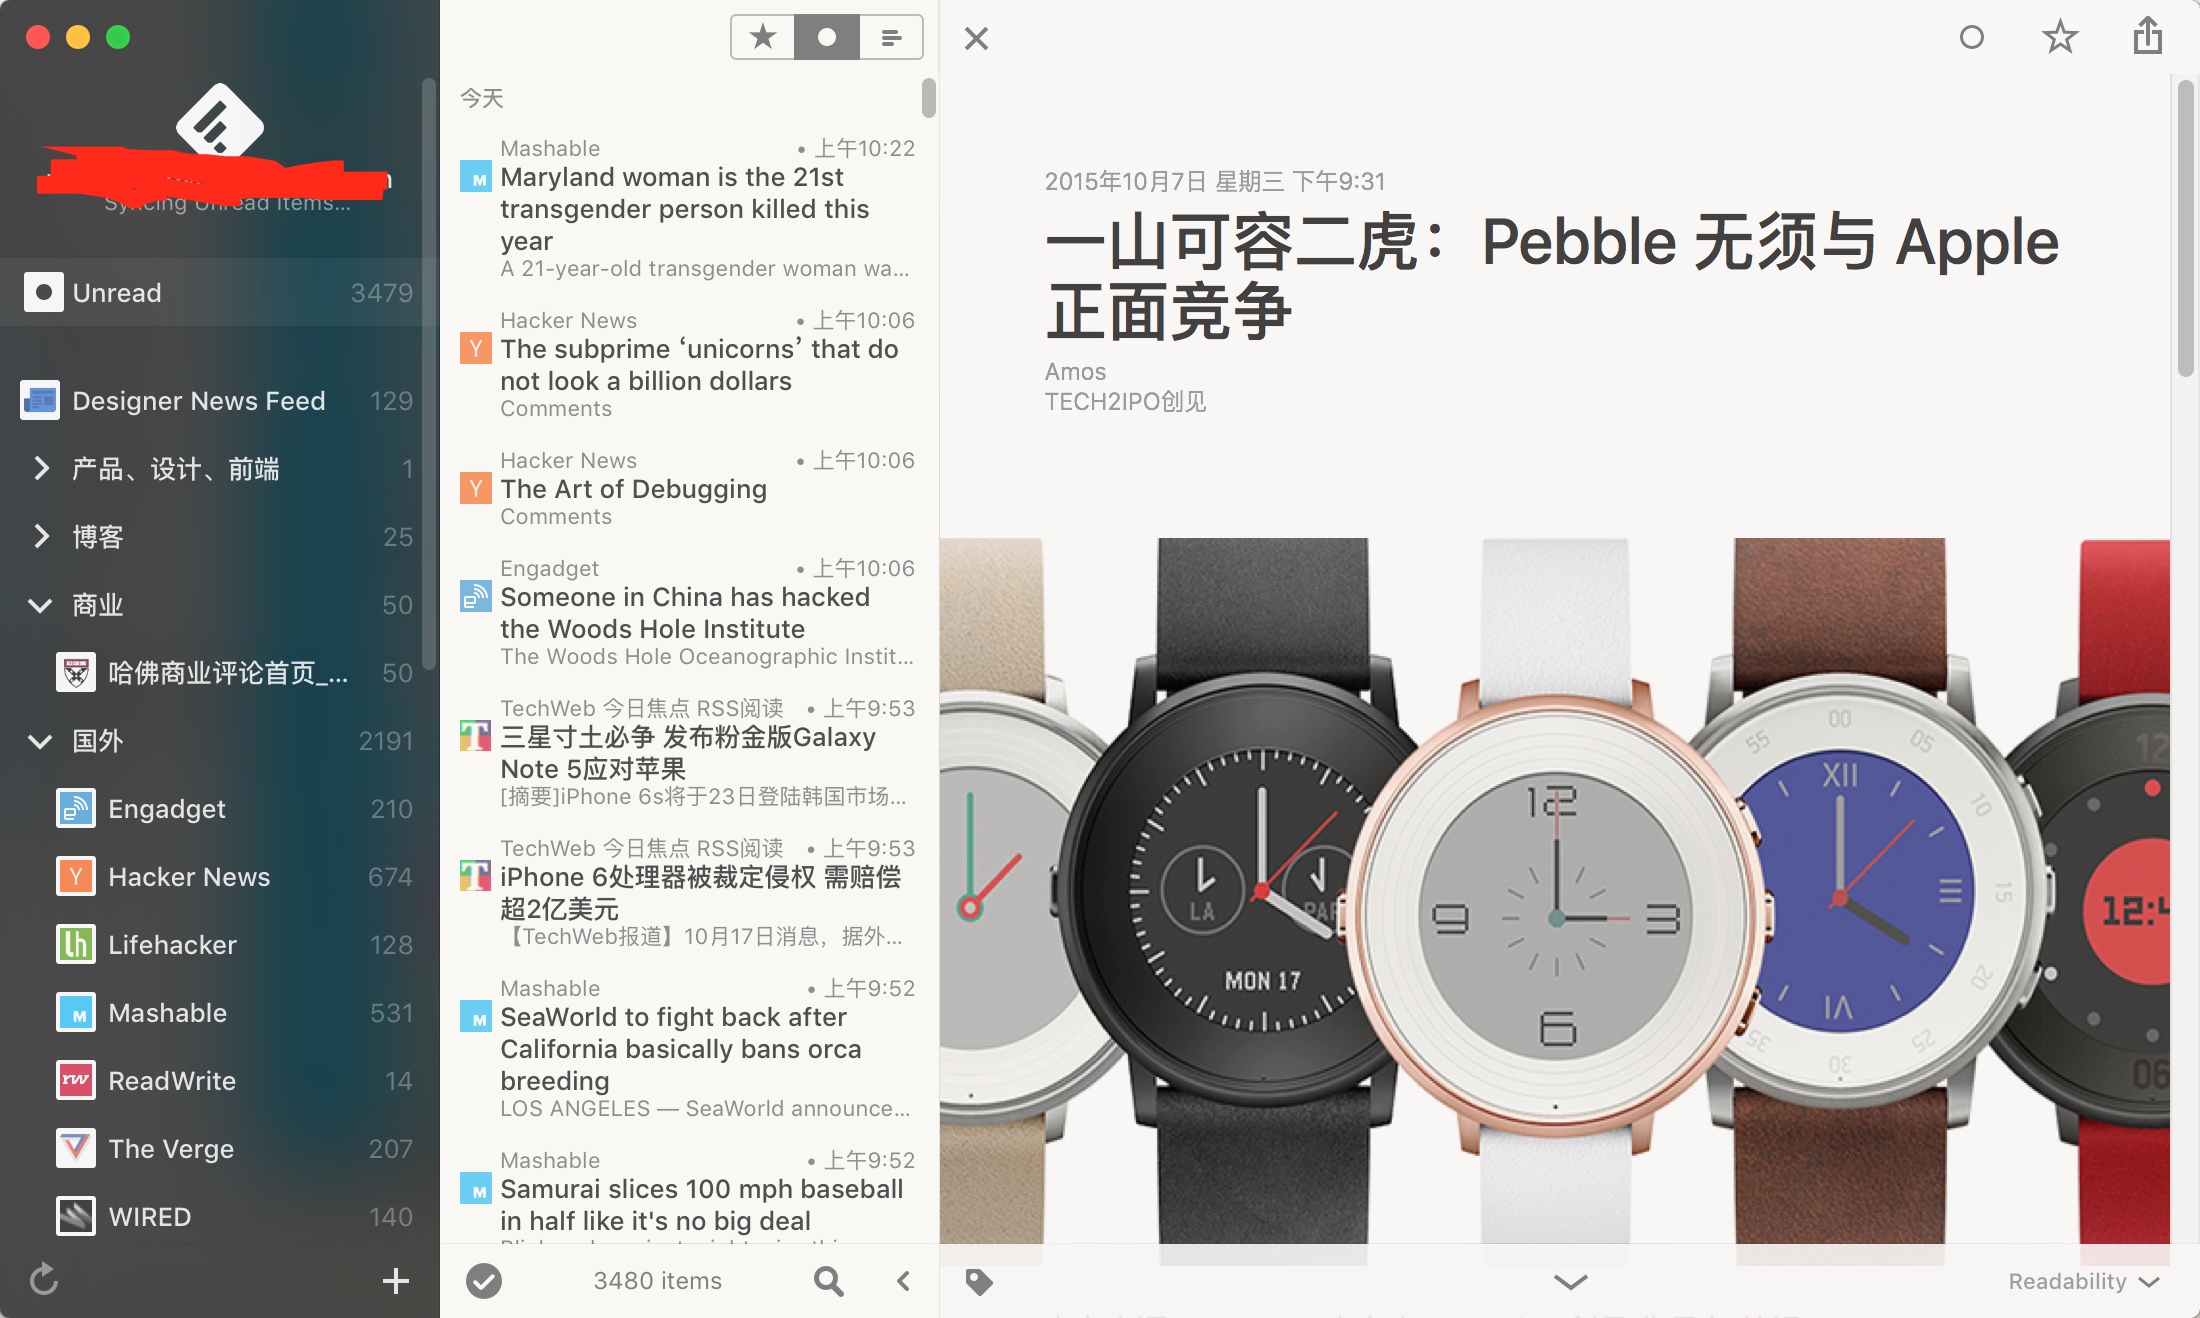 Syncing Unread Items...
Unread 3479
Designer News Feed 129
产品、设计、前端 1
博客 25
商业 50
哈佛商业评论首页_... 50
国外 2191
Engadget 210
Hacker News 674
Lifehacker 128
Mashable 531
ReadWrite 14
The Verge 207
WIRED 140
今天
Mashable • 上午10:22
Maryland woman is the 21st
transgender person killed this
year
A 21-year-old transgender woman wa...
Hacker News • 上午10:06
The subprime ‘unicorns’ that do
not look a billion dollars
Comments
Hacker News • 上午10:06
The Art of Debugging
Comments
Engadget • 上午10:06
Someone in China has hacked
the Woods Hole Institute
The Woods Hole Oceanographic Instit...
TechWeb 今日焦点 RSS阅读 • 上午9:53
三星寸土必争 发布粉金版Galaxy
Note 5应对苹果
[摘要]iPhone 6s将于23日登陆韩国市场...
TechWeb 今日焦点 RSS阅读 • 上午9:53
iPhone 6处理器被裁定侵权 需赔偿
超2亿美元
【TechWeb报道】10月17日消息，据外...
Mashable • 上午9:52
SeaWorld to fight back after
California basically bans orca
breeding
LOS ANGELES — SeaWorld announce...
Mashable • 上午9:52
Samurai slices 100 mph baseball
in half like it's no big deal
3480 items
2015年10月7日 星期三 下午9:31
一山可容二虎：Pebble 无须与 Apple
正面竞争
Amos
TECH2IPO创见
LA
MON 17
12
9 3
6
00
55 05
XII
10
15
20
VI
35 25
30
12
12:4
06
Readability